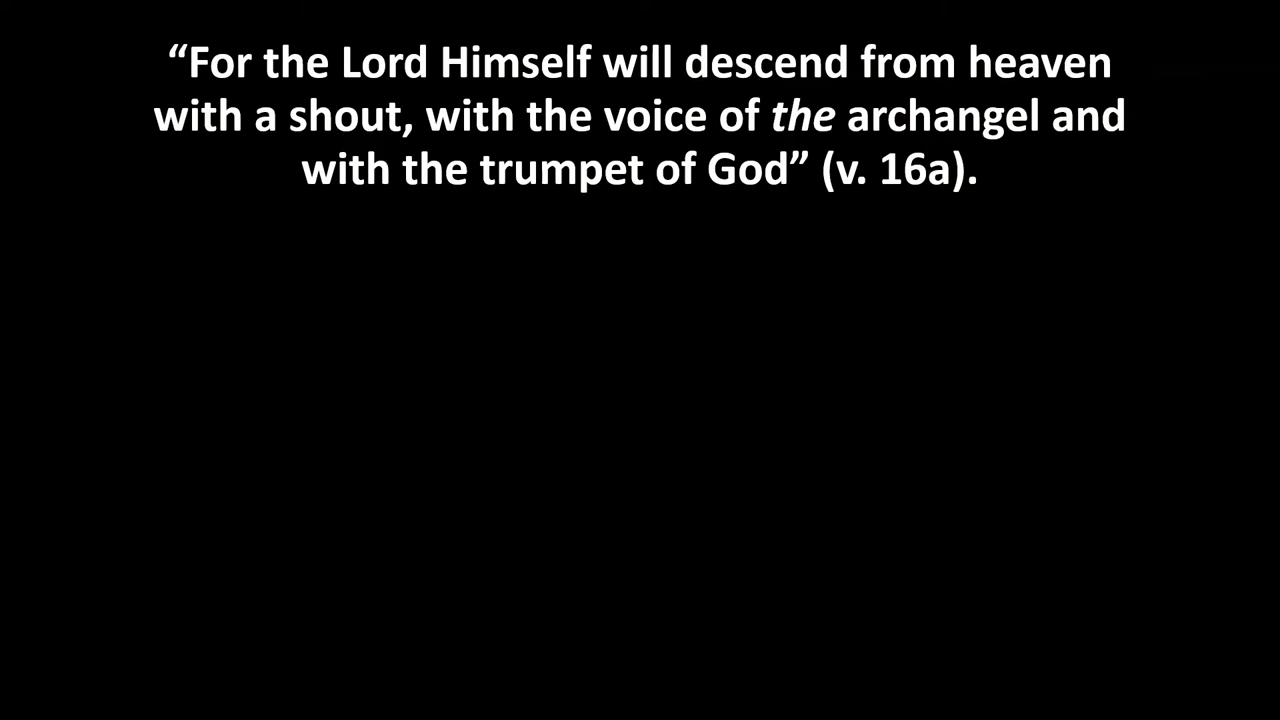 “For the Lord Himself will descend from heaven
with a shout, with the voice of the archangel and
with the trumpet of God” (v. 16a).